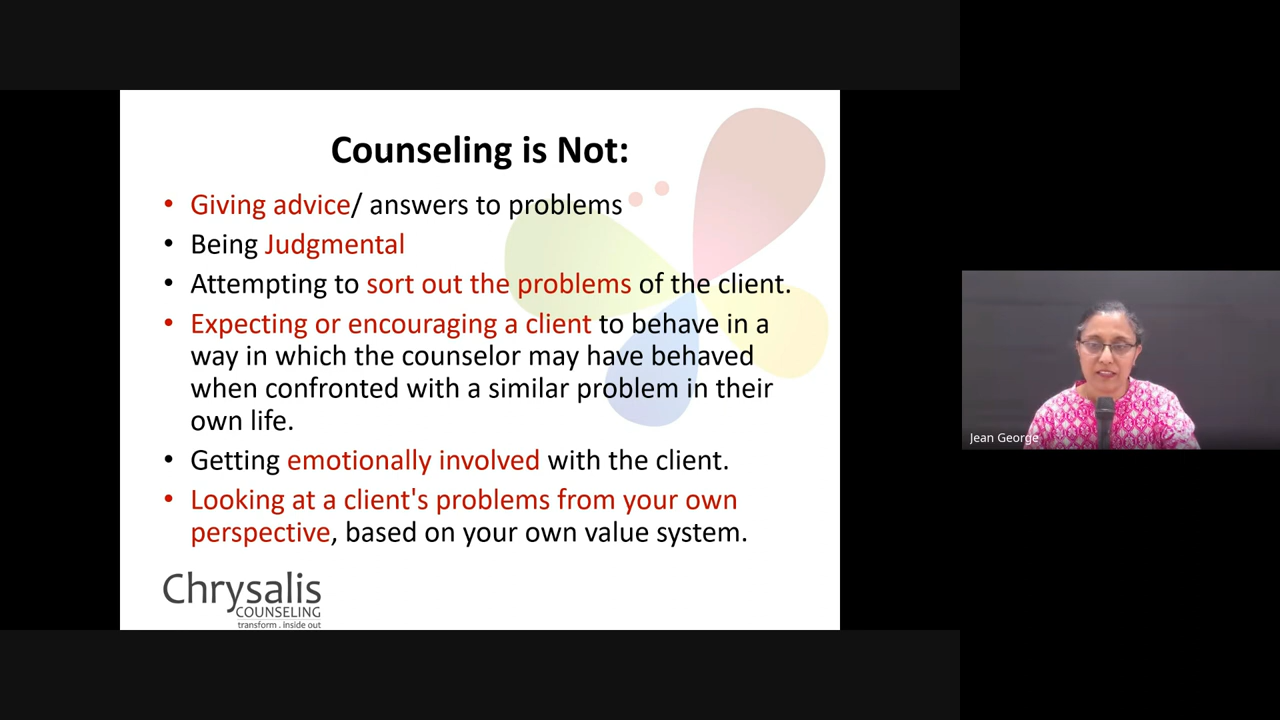 Counseling is Not:
• Giving advice/ answers to problems
• Being Judgmental
• Attempting to sort out the problems of the client.
• Expecting or encouraging a client to behave in a
way in which the counselor may have behaved
when confronted with a similar problem in their
own life.
• Getting emotionally involved with the client.
• Looking at a client's problems from your own
perspective, based on your own value system.
Chrysalis
COUNSELING
transform . inside out
Jean George